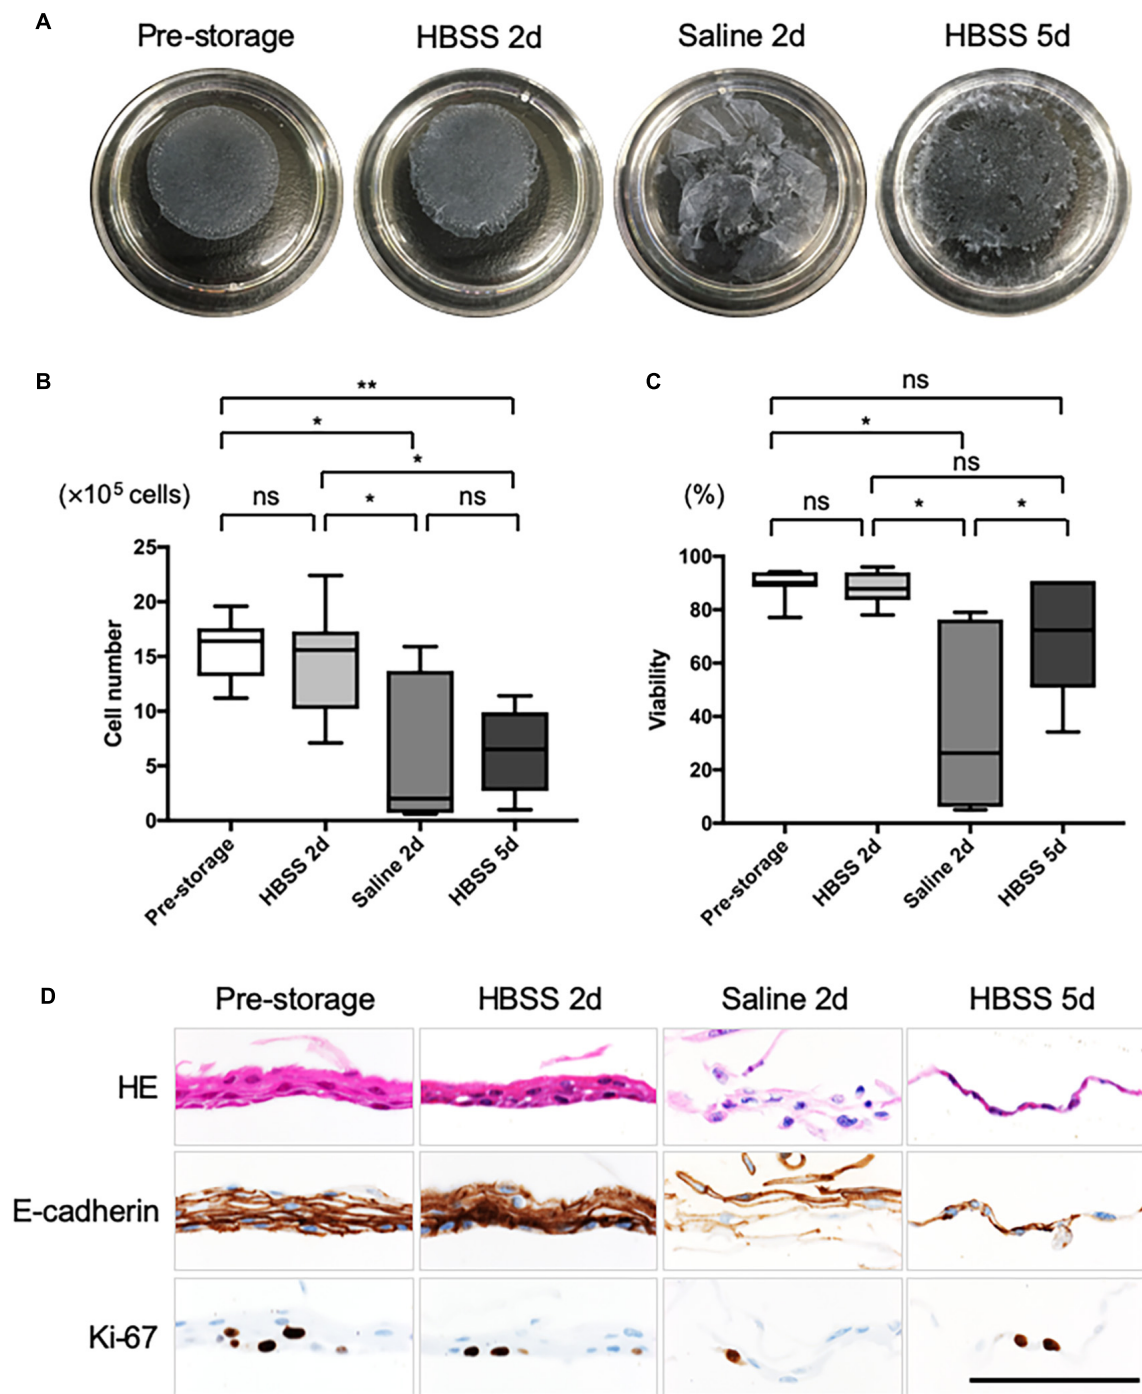 A
Pre-storage HBSS 2d Saline 2d HBSS 5d
B
**
*
*
(×10⁵ cells) ns * ns
25
20
15
10
5
0
Cell number
Pre-storage HBSS 2d Saline 2d HBSS 5d
C
ns
*
ns
(%) ns * *
100
80
60
40
20
0
Viability
Pre-storage HBSS 2d Saline 2d HBSS 5d
D
Pre-storage HBSS 2d Saline 2d HBSS 5d
HE
E-cadherin
Ki-67